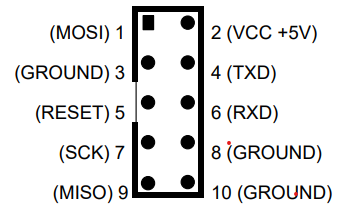 (MOSI) 1 2 (VCC +5V)
(GROUND) 3 4 (TXD)
(RESET) 5 6 (RXD)
(SCK) 7 8 (GROUND)
(MISO) 9 10 (GROUND)